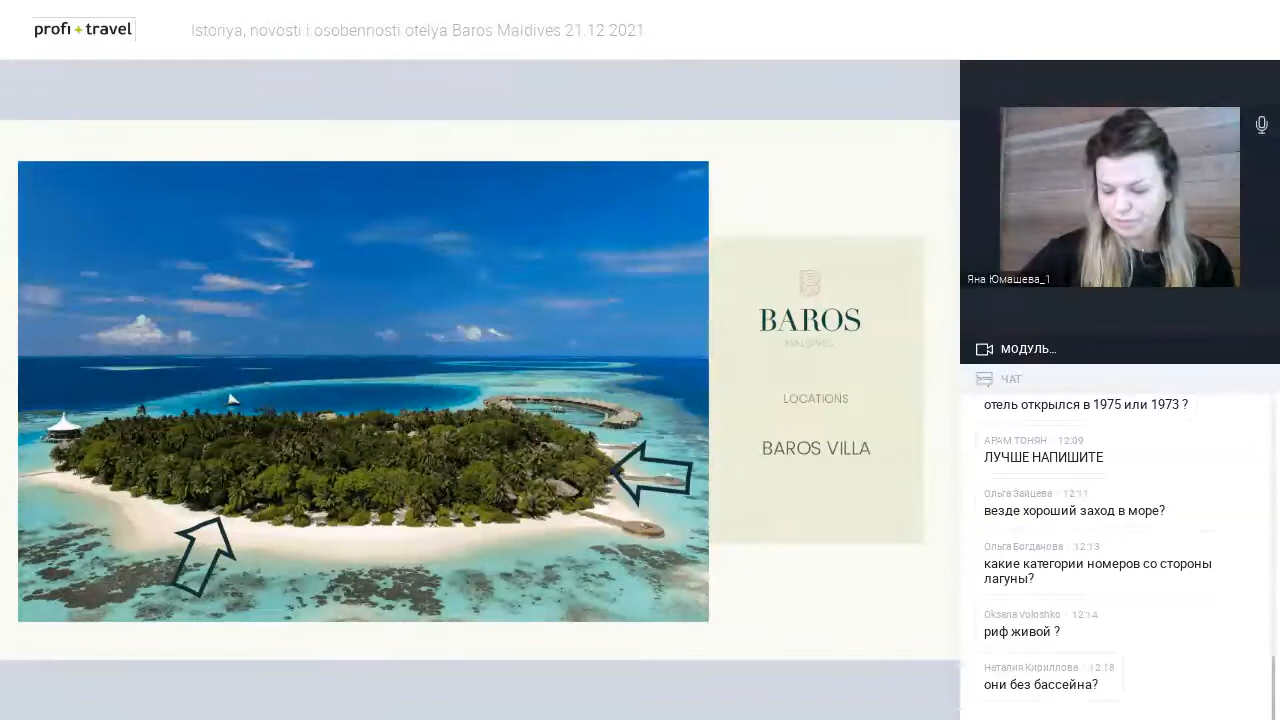 profi + travel
Istoriya, novosti i osobennosti otelya Baros Maldives 21.12.2021
BAROS
MALDIVES
LOCATIONS
BAROS VILLA
Яна Юмашева_1
МОДУЛЬ...
ЧАТ
отель открылся в 1975 или 1973 ?
АРАМ ТОНЯН · 12:09
ЛУЧШЕ НАПИШИТЕ
Ольга Зайцева · 12:11
везде хороший заход в море?
Ольга Богданова · 12:13
какие категории номеров со стороны
лагуны?
Oksana Voloshko · 12:14
риф живой ?
Наталия Кириллова · 12:18
они без бассейна?